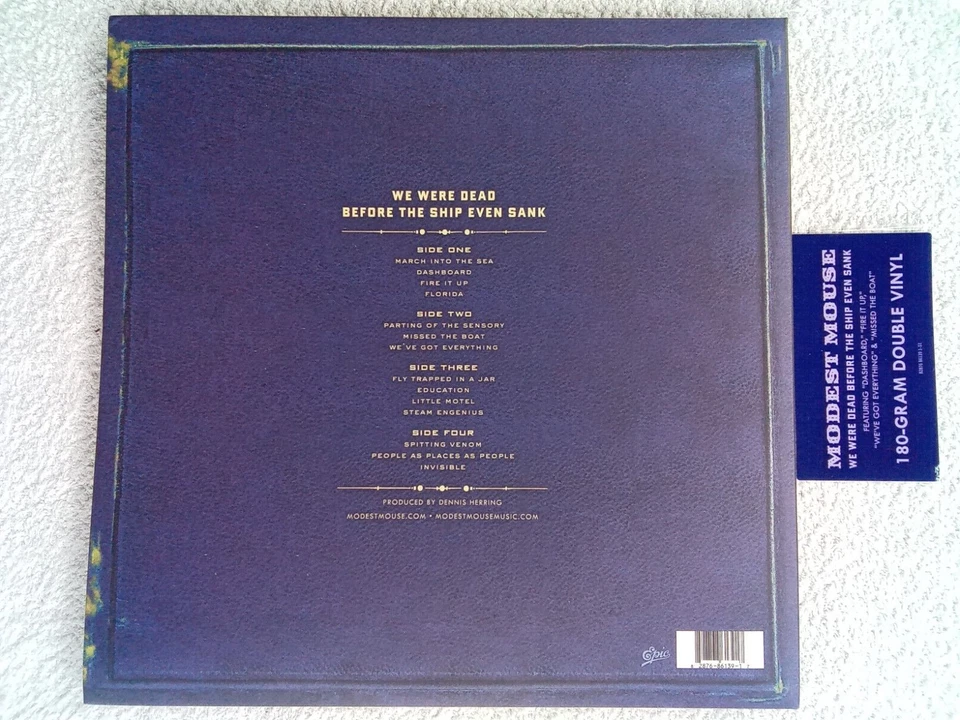 WE WERE DEAD
BEFORE THE SHIP EVEN SANK
SIDE ONE
MARCH INTO THE SEA
DASHBOARD
FIRE IT UP
FLORIDA
SIDE TWO
PARTING OF THE SENSORY
MISSED THE BOAT
WE'VE GOT EVERYTHING
SIDE THREE
FLY TRAPPED IN A JAR
EDUCATION
LITTLE MOTEL
STEAM ENGENIUS
SIDE FOUR
SPITTING VENOM
PEOPLE AS PLACES AS PEOPLE
INVISIBLE
PRODUCED BY DENNIS HERRING
MODESTMOUSE.COM • MODESTMOUSEMUSIC.COM
Epic
8 2876-86139-1
MODEST MOUSE
WE WERE DEAD BEFORE THE SHIP EVEN SANK
FEATURING "DASHBOARD," "FIRE IT UP,"
"WE'VE GOT EVERYTHING" & "MISSED THE BOAT"
180-GRAM DOUBLE VINYL